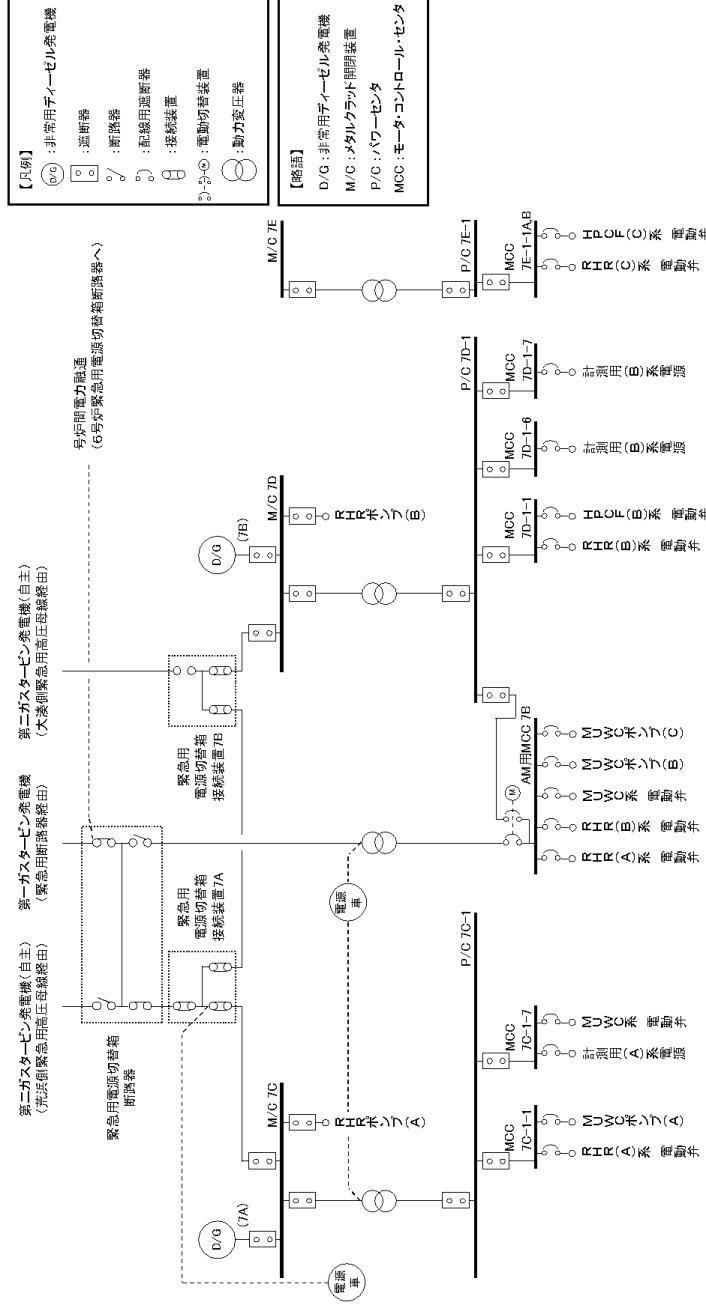 第二ガスタービン発電機(自主)
(荒浜側緊急用高圧母線経由)
第一ガスタービン発電機
(緊急用断路器経由)
第二ガスタービン発電機(自主)
(大湊側緊急用高圧母線経由)
号炉間電力融通
(6号炉緊急用電源切替箱断路器へ)
緊急用電源切替箱
断路器
緊急用
電源切替箱
接続装置7A
緊急用
電源切替箱
接続装置7B
D/G
(7A)
M/C 7C
RHRポンプ(A)
電源
車
電源
車
D/G
(7B)
M/C 7D
RHRポンプ(B)
M/C 7E
P/C 7C-1
MCC
7C-1-1
RHR(A)系 電動弁
MUWCポンプ(A)
MCC
7C-1-7
計測用(A)系電源
MUWC系 電動弁
AM用MCC 7B
M
RHR(A)系 電動弁
RHR(B)系 電動弁
MUWC系 電動弁
MUWCポンプ(B)
MUWCポンプ(C)
P/C 7D-1
MCC
7D-1-1
RHR(B)系 電動弁
HPCF(B)系 電動弁
MCC
7D-1-6
計測用(B)系電源
MCC
7D-1-7
計測用(B)系電源
P/C 7E-1
MCC
7E-1-1A,B
RHR(C)系 電動弁
HPCF(C)系 電動弁
【凡例】
D/G :非常用ディーゼル発電機
:遮断器
:断路器
:配線用遮断器
:接続装置
M :電動切替装置
:動力変圧器
【略語】
D/G :非常用ディーゼル発電機
M/C :メタルクラッド開閉装置
P/C :パワーセンタ
MCC :モータ・コントロール・センタ